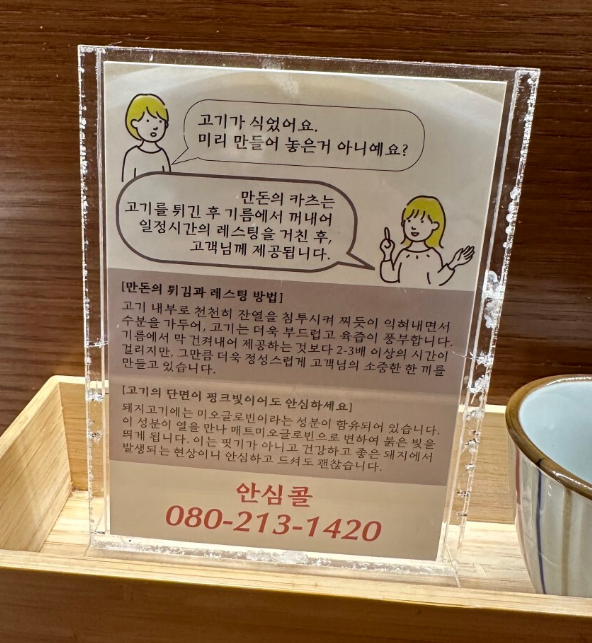 고기가 식었어요.
미리 만들어 놓은거 아니예요?
만돈의 카츠는
고기를 튀긴 후 기름에서 꺼내어
일정시간의 레스팅을 거친 후,
고객님께 제공됩니다.
[만돈의 튀김과 레스팅 방법]
고기 내부로 천천히 잔열을 침투시켜 찌듯이 익혀내면서
수분을 가두어, 고기는 더욱 부드럽고 육즙이 풍부합니다.
기름에서 막 건져내어 제공하는 것보다 2-3배 이상의 시간이
걸리지만, 그만큼 더욱 정성스럽게 고객님의 소중한 한 끼를
만들고 있습니다.
[고기의 단면이 핑크빛이어도 안심하세요]
돼지고기에는 미오글로빈이라는 성분이 함유되어 있습니다.
이 성분이 열을 만나 매트미오글로빈으로 변하여 붉은 빛을
띄게 됩니다. 이는 핏기가 아니고 건강하고 좋은 돼지에서
발생되는 현상이니 안심하고 드셔도 괜찮습니다.
안심콜
080-213-1420